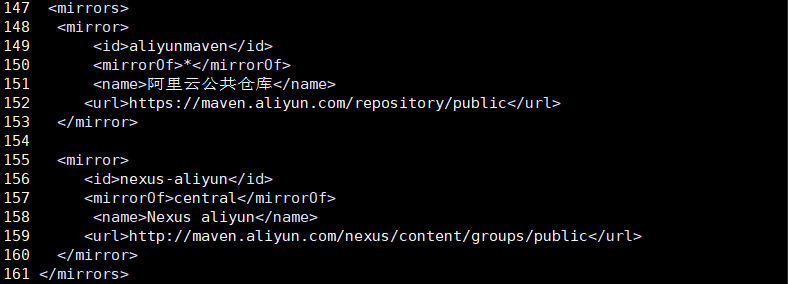 147  <mirrors>
148   <mirror>
149       <id>aliyunmaven</id>
150       <mirrorOf>*</mirrorOf>
151       <name>阿里云公共仓库</name>
152      <url>https://maven.aliyun.com/repository/public</url>
153   </mirror>
154
155   <mirror>
156      <id>nexus-aliyun</id>
157      <mirrorOf>central</mirrorOf>
158       <name>Nexus aliyun</name>
159      <url>http://maven.aliyun.com/nexus/content/groups/public</url>
160   </mirror>
161 </mirrors>